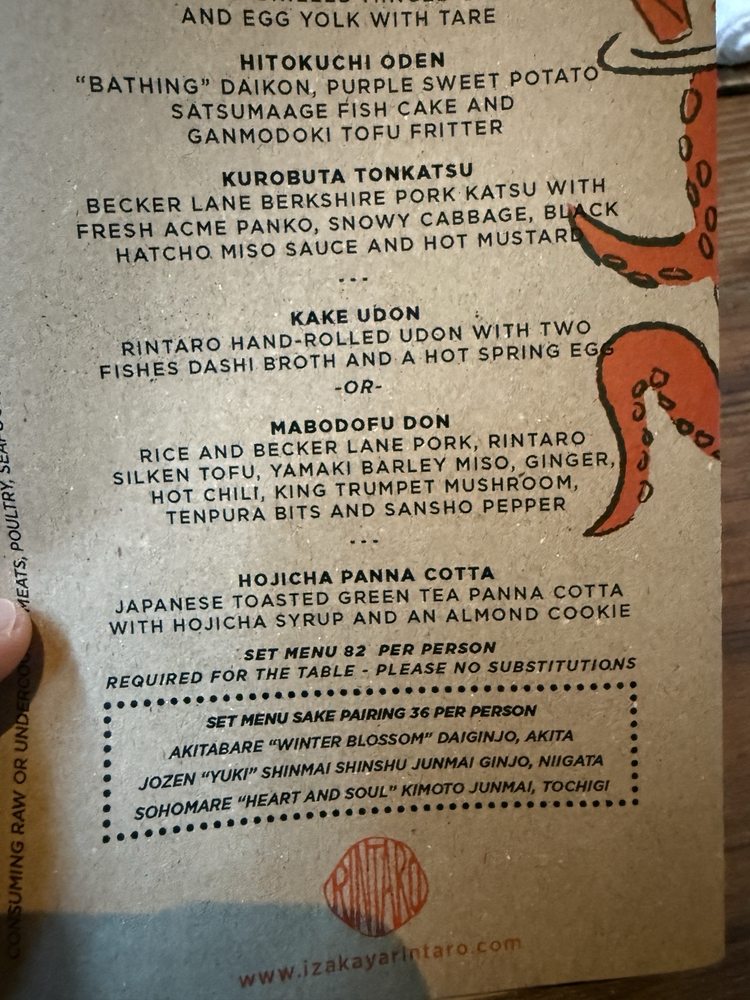 AND EGG YOLK WITH TARE
HITOKUCHI ODEN
"BATHING" DAIKON, PURPLE SWEET POTATO
SATSUMAAGE FISH CAKE AND
GANMODOKI TOFU FRITTER
KUROBUTA TONKATSU
BECKER LANE BERKSHIRE PORK KATSU WITH
FRESH ACME PANKO, SNOWY CABBAGE, BLACK
HATCHO MISO SAUCE AND HOT MUSTARD
---
KAKE UDON
RINTARO HAND-ROLLED UDON WITH TWO
FISHES DASHI BROTH AND A HOT SPRING EGG
-OR-
MABODOFU DON
RICE AND BECKER LANE PORK, RINTARO
SILKEN TOFU, YAMAKI BARLEY MISO, GINGER,
HOT CHILI, KING TRUMPET MUSHROOM,
TENPURA BITS AND SANSHO PEPPER
---
HOJICHA PANNA COTTA
JAPANESE TOASTED GREEN TEA PANNA COTTA
WITH HOJICHA SYRUP AND AN ALMOND COOKIE
SET MENU 82 PER PERSON
REQUIRED FOR THE TABLE - PLEASE NO SUBSTITUTIONS
SET MENU SAKE PAIRING 36 PER PERSON
AKITABARE "WINTER BLOSSOM" DAIGINJO, AKITA
JOZEN "YUKI" SHINMAI SHINSHU JUNMAI GINJO, NIIGATA
SOHOMARE "HEART AND SOUL" KIMOTO JUNMAI, TOCHIGI
RINTARO
www.izakayarintaro.com
CONSUMING RAW OR MEATS, POULTRY,